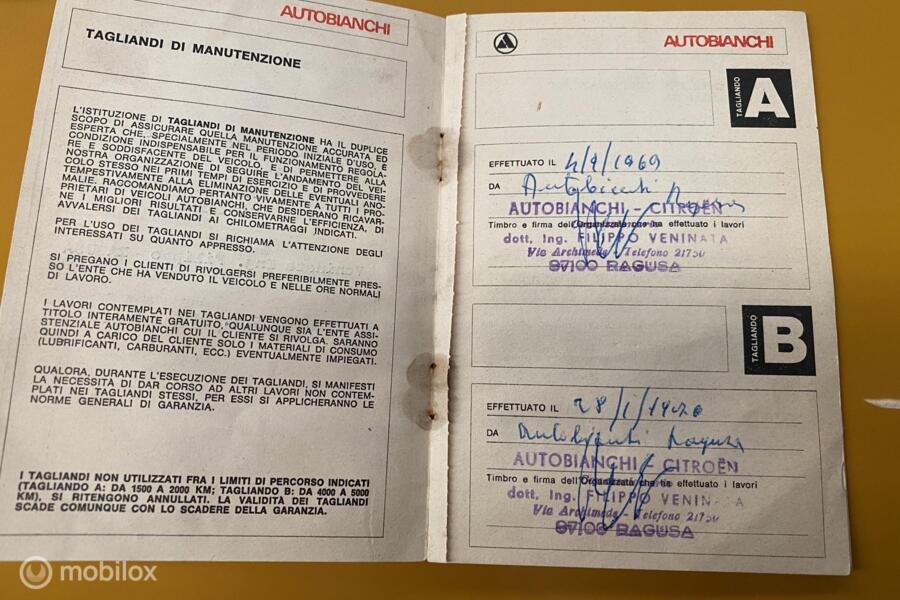 AUTOBIANCHI
TAGLIANDI DI MANUTENZIONE
L'ISTITUZIONE DI TAGLIANDI DI MANUTENZIONE HA IL DUPLICE
SCOPO DI ASSICURARE QUELLA MANUTENZIONE ACCURATA ED
ESPERTA CHE, SPECIALMENTE NEL PERIODO INIZIALE D'USO, È
CONDIZIONE INDISPENSABILE PER IL FUNZIONAMENTO REGOLA-
RE E SODDISFACENTE DEL VEICOLO, E DI PERMETTERE ALLA
NOSTRA ORGANIZZAZIONE DI SEGUIRE L'ANDAMENTO DEL VEI-
COLO STESSO NEI PRIMI TEMPI DI ESERCIZIO E DI PROVVEDERE
TEMPESTIVAMENTE ALLA ELIMINAZIONE DELLE EVENTUALI ANO-
MALIE. RACCOMANDIAMO PERTANTO VIVAMENTE A TUTTI I PRO-
PRIETARI DI VEICOLI AUTOBIANCHI, CHE DESIDERANO RICAVAR-
NE I MIGLIORI RISULTATI E CONSERVARNE L'EFFICIENZA, DI
AVVALERSI DEI TAGLIANDI AI CHILOMETRAGGI INDICATI.
PER L'USO DEI TAGLIANDI SI RICHIAMA L'ATTENZIONE DEGLI
INTERESSATI SU QUANTO APPRESSO.
SI PREGANO I CLIENTI DI RIVOLGERSI PREFERIBILMENTE PRES-
SO L'ENTE CHE HA VENDUTO IL VEICOLO E NELLE ORE NORMALI
DI LAVORO.
I LAVORI CONTEMPLATI NEI TAGLIANDI VENGONO EFFETTUATI A
TITOLO INTERAMENTE GRATUITO, QUALUNQUE SIA L'ENTE ASSI-
STENZIALE AUTOBIANCHI CUI IL CLIENTE SI RIVOLGA. SARANNO
QUINDI A CARICO DEL CLIENTE SOLO I MATERIALI DI CONSUMO
(LUBRIFICANTI, CARBURANTI, ECC.) EVENTUALMENTE IMPIEGATI.
QUALORA, DURANTE L'ESECUZIONE DEI TAGLIANDI, SI MANIFESTI
LA NECESSITÀ DI DAR CORSO AD ALTRI LAVORI NON CONTEM-
PLATI NEI TAGLIANDI STESSI, PER ESSI SI APPLICHERANNO LE
NORME GENERALI DI GARANZIA.
I TAGLIANDI NON UTILIZZATI FRA I LIMITI DI PERCORSO INDICATI
(TAGLIANDO A: DA 1500 A 2000 KM; TAGLIANDO B: DA 4000 A 5000
KM), SI RITENGONO ANNULLATI. LA VALIDITÀ DEI TAGLIANDI
SCADE COMUNQUE CON LO SCADERE DELLA GARANZIA.
AUTOBIANCHI
TAGLIANDO
A
EFFETTUATO IL 4/9/1969
DA
AUTOBIANCHI - CITROËN
Timbro e firma dell'Organizzato che ha effettuato i lavori
dott. Ing. FILIPPO VENINATA
Via Archimede - Telefono 21750
97100 RAGUSA
TAGLIANDO
B
EFFETTUATO IL 28/1/1970
DA Ragusa
AUTOBIANCHI - CITROËN
Timbro e firma dell'Organizzato che ha effettuato i lavori
dott. Ing. FILIPPO VENINATA
Via Archimede - Telefono 21750
97100 RAGUSA
mobilox